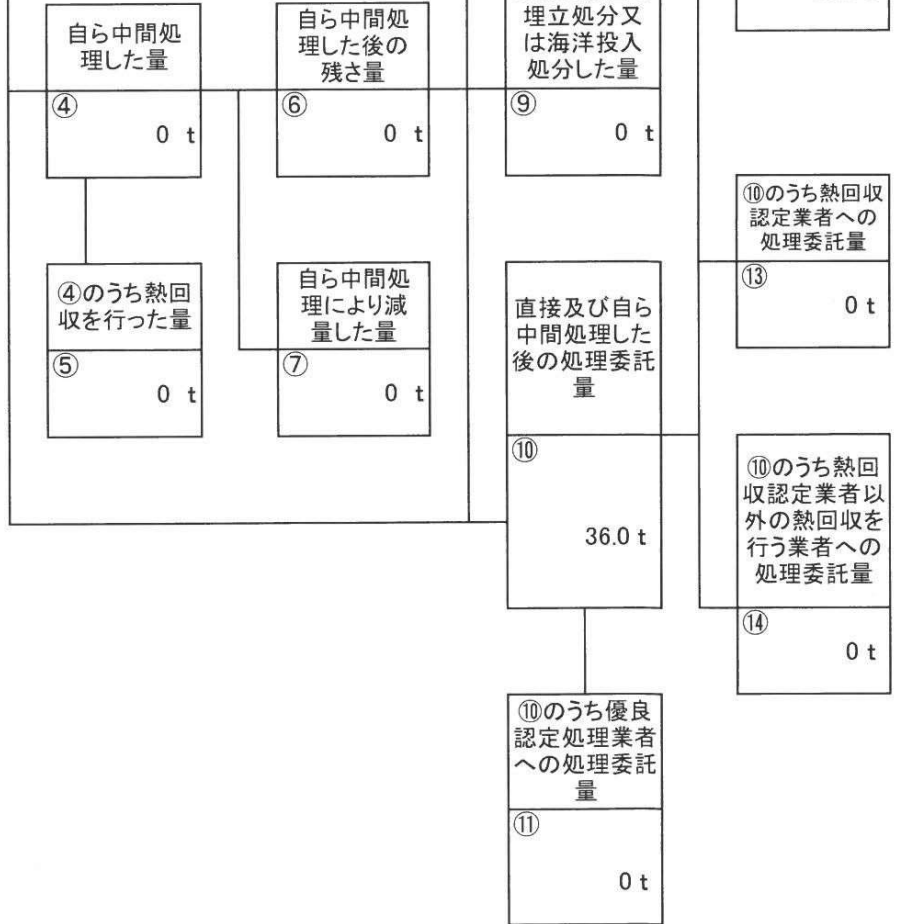 自ら中間処
理した量
④
0 t
自ら中間処
理した後の
残さ量
⑥
0 t
埋立処分又
は海洋投入
処分した量
⑨
0 t
⑩のうち熱回収
認定業者への
処理委託量
⑬
0 t
④のうち熱回
収を行った量
⑤
0 t
自ら中間処
理により減
量した量
⑦
0 t
直接及び自ら
中間処理した
後の処理委託
量
⑩
36.0 t
⑩のうち熱回
収認定業者以
外の熱回収を
行う業者への
処理委託量
⑭
0 t
⑩のうち優良
認定処理業者
への処理委託
量
⑪
0 t